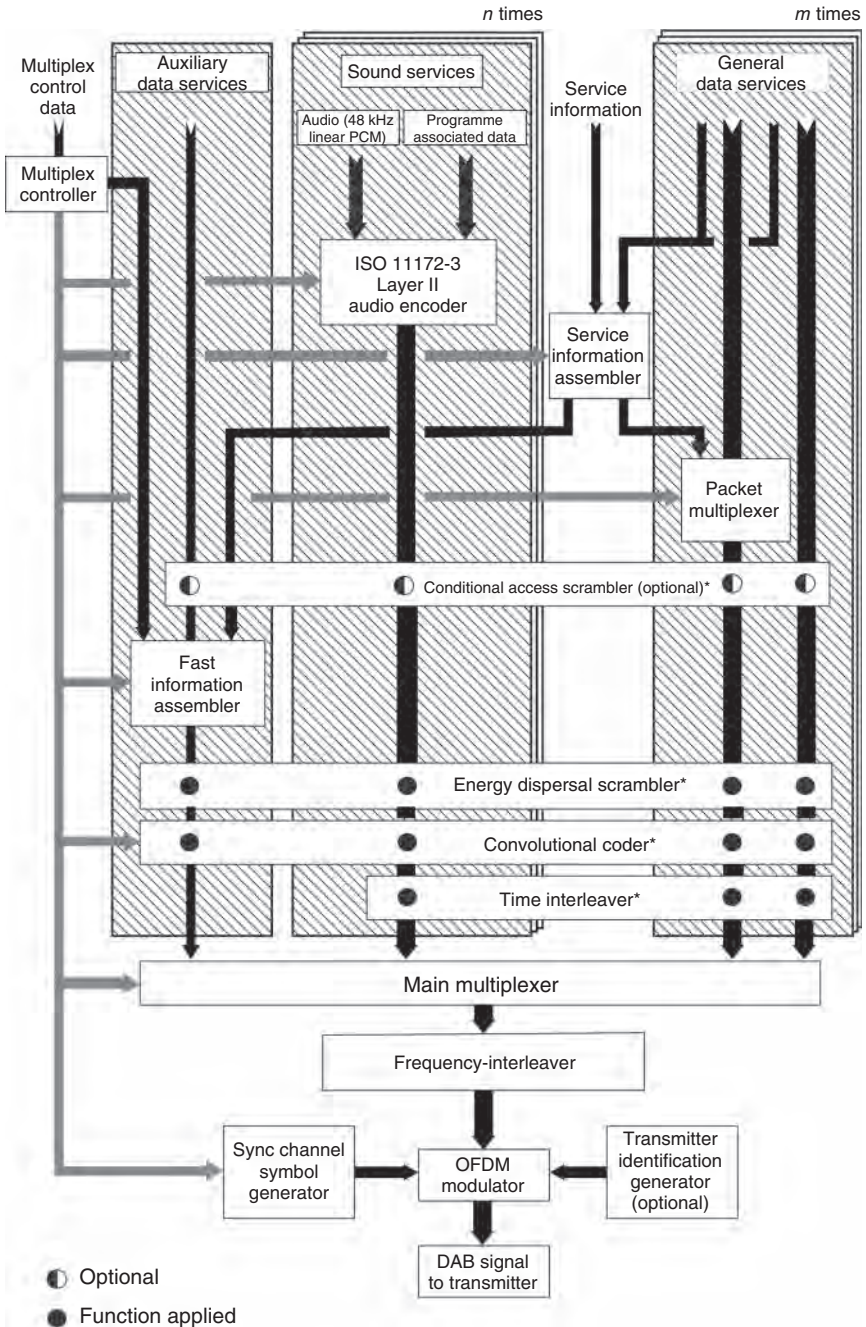 n times
m times
Multiplex
control
data
Auxiliary
data services
Sound services
Service
information
General
data services
Audio (48 kHz
linear PCM)
Programme
associated data
Multiplex
controller
ISO 11172-3
Layer II
audio encoder
Service
information
assembler
Packet
multiplexer
Conditional access scrambler (optional)*
Fast
information
assembler
Energy dispersal scrambler*
Convolutional coder*
Time interleaver*
Main multiplexer
Frequency-interleaver
Sync channel
symbol
generator
OFDM
modulator
Transmitter
identification
generator
(optional)
DAB signal
to transmitter
Optional
Function applied